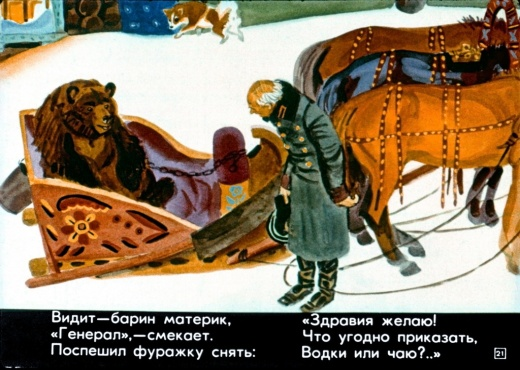 Видит—барин материк,
«Генерал»,—смекает.
Поспешил фуражку снять:
«Здравия желаю!
Что угодно приказать,
Водки или чаю?..»
21